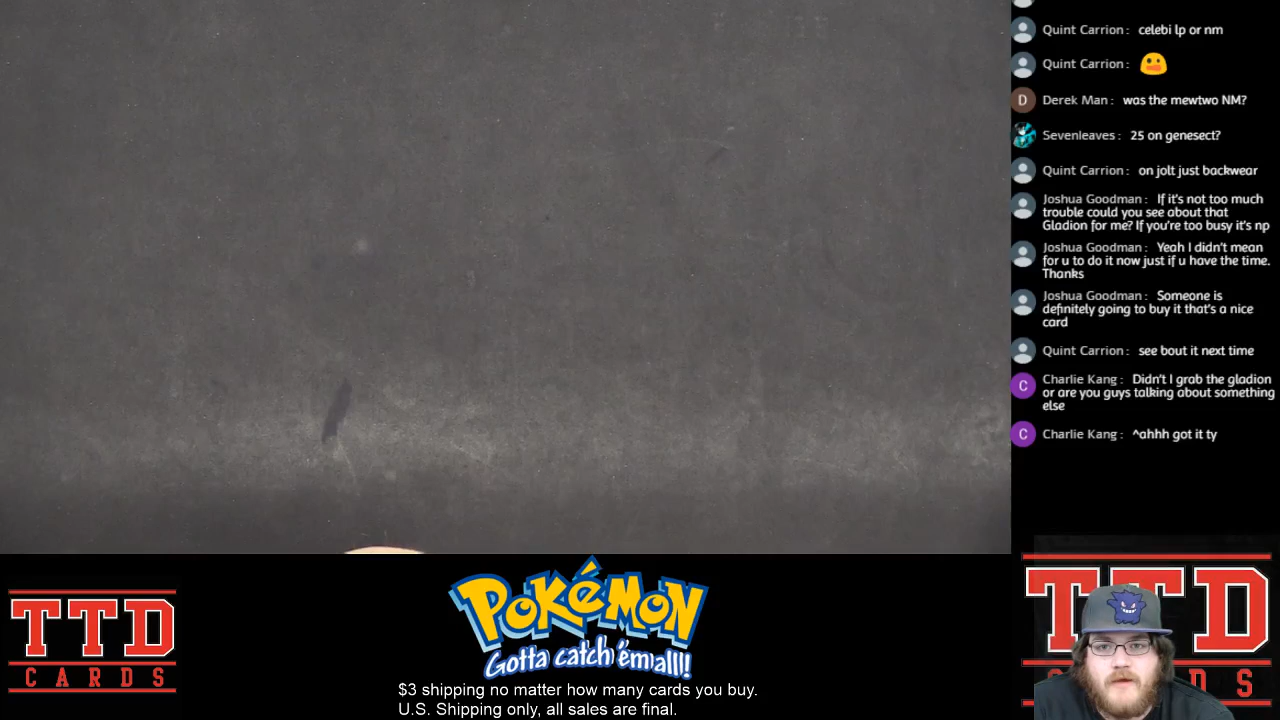 Quint Carrion : celebi lp or nm
Quint Carrion :
D
Derek Man : was the mewtwo NM?
Sevenleaves : 25 on genesect?
Quint Carrion : on jolt just backwear
Joshua Goodman : If it's not too much
trouble could you see about that
Gladion for me? If you're too busy it's np
Joshua Goodman : Yeah I didn't mean
for u to do it now just if u have the time.
Thanks
Joshua Goodman : Someone is
definitely going to buy it that's a nice
card
Quint Carrion : see bout it next time
C
Charlie Kang : Didn't I grab the gladion
or are you guys talking about something
else
C
Charlie Kang : ^ahhh got it ty
TTD
CARDS
POKéMON
Gotta catch 'em all!
$3 shipping no matter how many cards you buy.
U.S. Shipping only, all sales are final.
TTD
DS